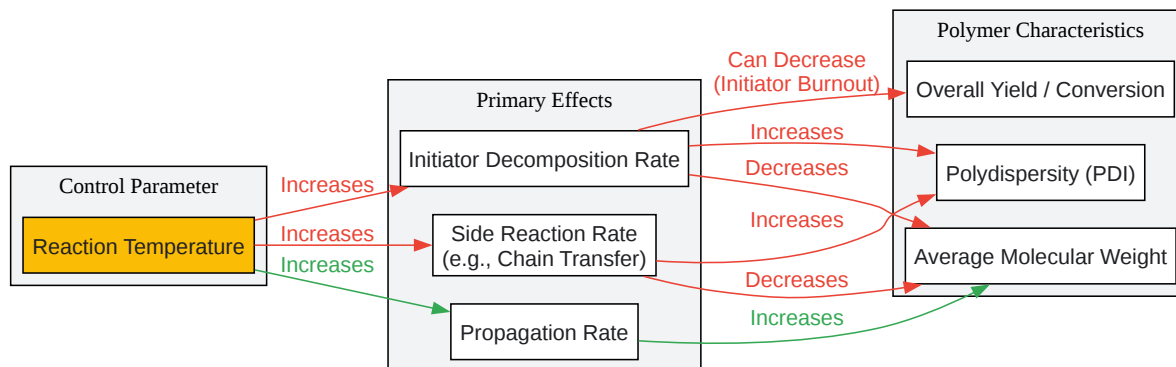 Control Parameter
Reaction Temperature
Increases
Increases
Increases
Primary Effects
Initiator Decomposition Rate
Side Reaction Rate
(e.g., Chain Transfer)
Propagation Rate
Can Decrease
(Initiator Burnout)
Increases
Decreases
Increases
Decreases
Increases
Polymer Characteristics
Overall Yield / Conversion
Polydispersity (PDI)
Average Molecular Weight